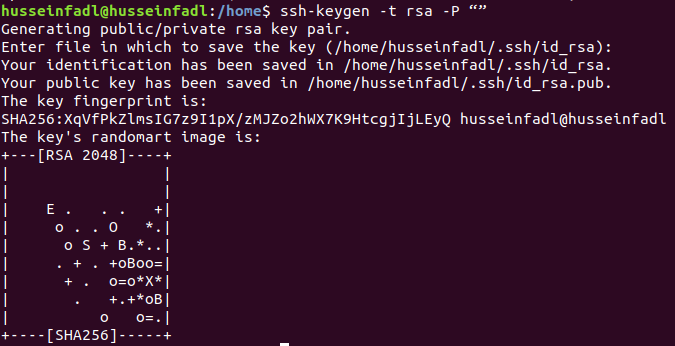 husseinfadl@husseinfadl:/home$ ssh-keygen -t rsa -P “”
Generating public/private rsa key pair.
Enter file in which to save the key (/home/husseinfadl/.ssh/id_rsa):
Your identification has been saved in /home/husseinfadl/.ssh/id_rsa.
Your public key has been saved in /home/husseinfadl/.ssh/id_rsa.pub.
The key fingerprint is:
SHA256:XqVfPkZlmsIG7z9I1pX/zMJZo2hWX7K9HtcgjIjLEyQ husseinfadl@husseinfadl
The key's randomart image is:
+---[RSA 2048]----+
|                 |
|                 |
|    E .   . .   +|
|     o . . O   *.|
|      o S + B.*..|
|     . + . +oBoo=|
|      + .  o=o*X*|
|       .   +.+*oB|
|          o   o=.|
+----[SHA256]-----+